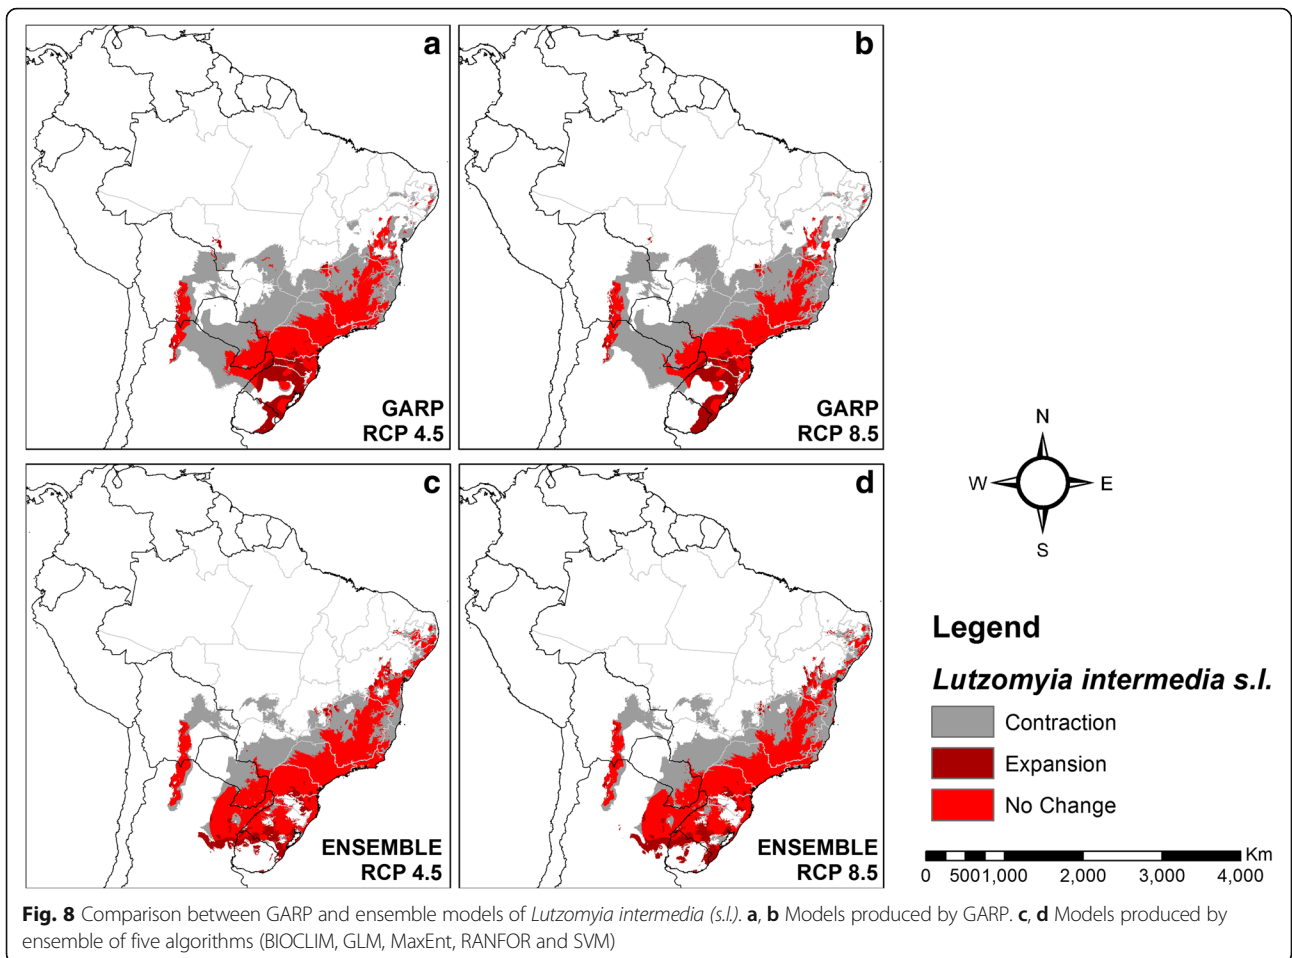 a
b
GARP
RCP 4.5
GARP
RCP 8.5
c
d
ENSEMBLE
RCP 4.5
ENSEMBLE
RCP 8.5
N
W E
S
Legend
Lutzomyia intermedia s.l.
Contraction
Expansion
No Change
Km
0 500 1,000 2,000 3,000 4,000
Fig. 8 Comparison between GARP and ensemble models of Lutzomyia intermedia (s.l.). a, b Models produced by GARP. c, d Models produced by
ensemble of five algorithms (BIOCLIM, GLM, MaxEnt, RANFOR and SVM)